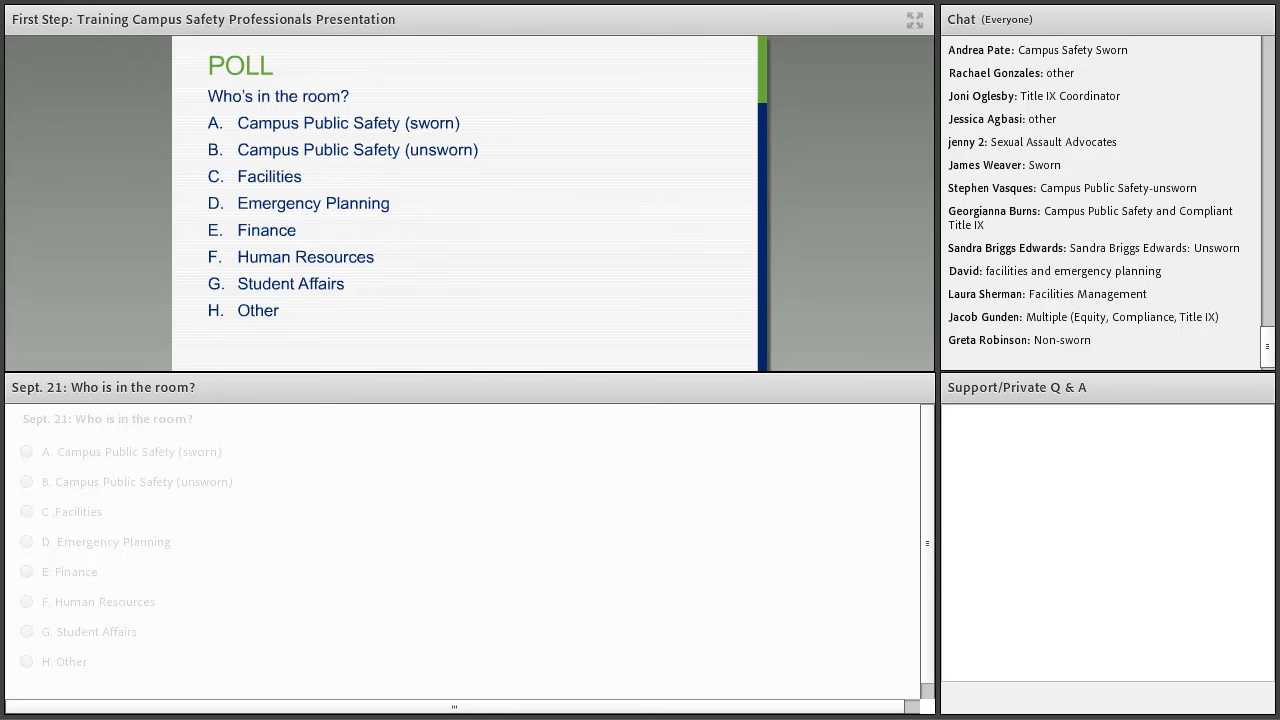 First Step: Training Campus Safety Professionals Presentation
POLL
Who's in the room?
A. Campus Public Safety (sworn)
B. Campus Public Safety (unsworn)
C. Facilities
D. Emergency Planning
E. Finance
F. Human Resources
G. Student Affairs
H. Other
Chat (Everyone)
Andrea Pate: Campus Safety Sworn
Rachael Gonzales: other
Joni Oglesby: Title IX Coordinator
Jessica Agbasi: other
jenny 2: Sexual Assault Advocates
James Weaver: Sworn
Stephen Vasques: Campus Public Safety-unsworn
Georgianna Burns: Campus Public Safety and Compliant
Title IX
Sandra Briggs Edwards: Sandra Briggs Edwards: Unsworn
David: facilities and emergency planning
Laura Sherman: Facilities Management
Jacob Gunden: Multiple (Equity, Compliance, Title IX)
Greta Robinson: Non-sworn
Sept. 21: Who is in the room?
Sept. 21: Who is in the room?
A. Campus Public Safety (sworn)
B. Campus Public Safety (unsworn)
C .Facilities
D. Emergency Planning
E. Finance
F. Human Resources
G. Student Affairs
H. Other
Support/Private Q & A